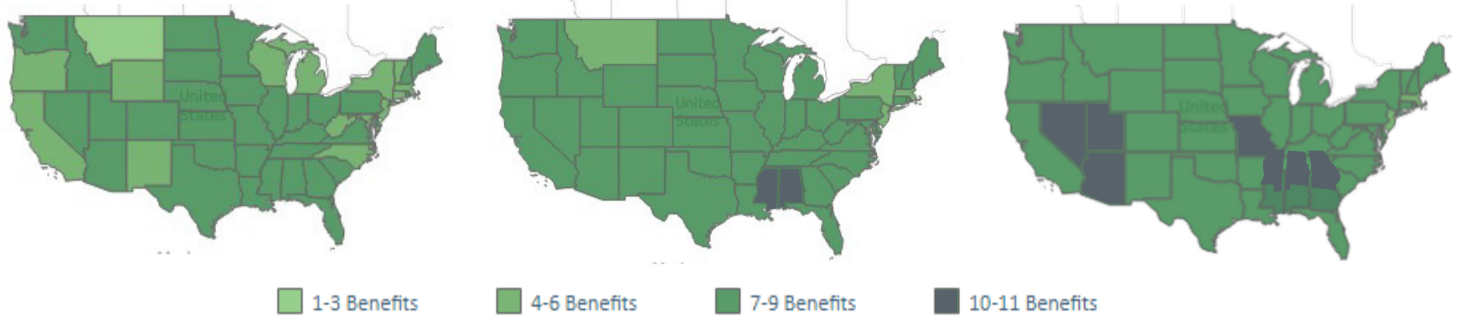 United
States
United
States
United
States
1-3 Benefits
4-6 Benefits
7-9 Benefits
10-11 Benefits